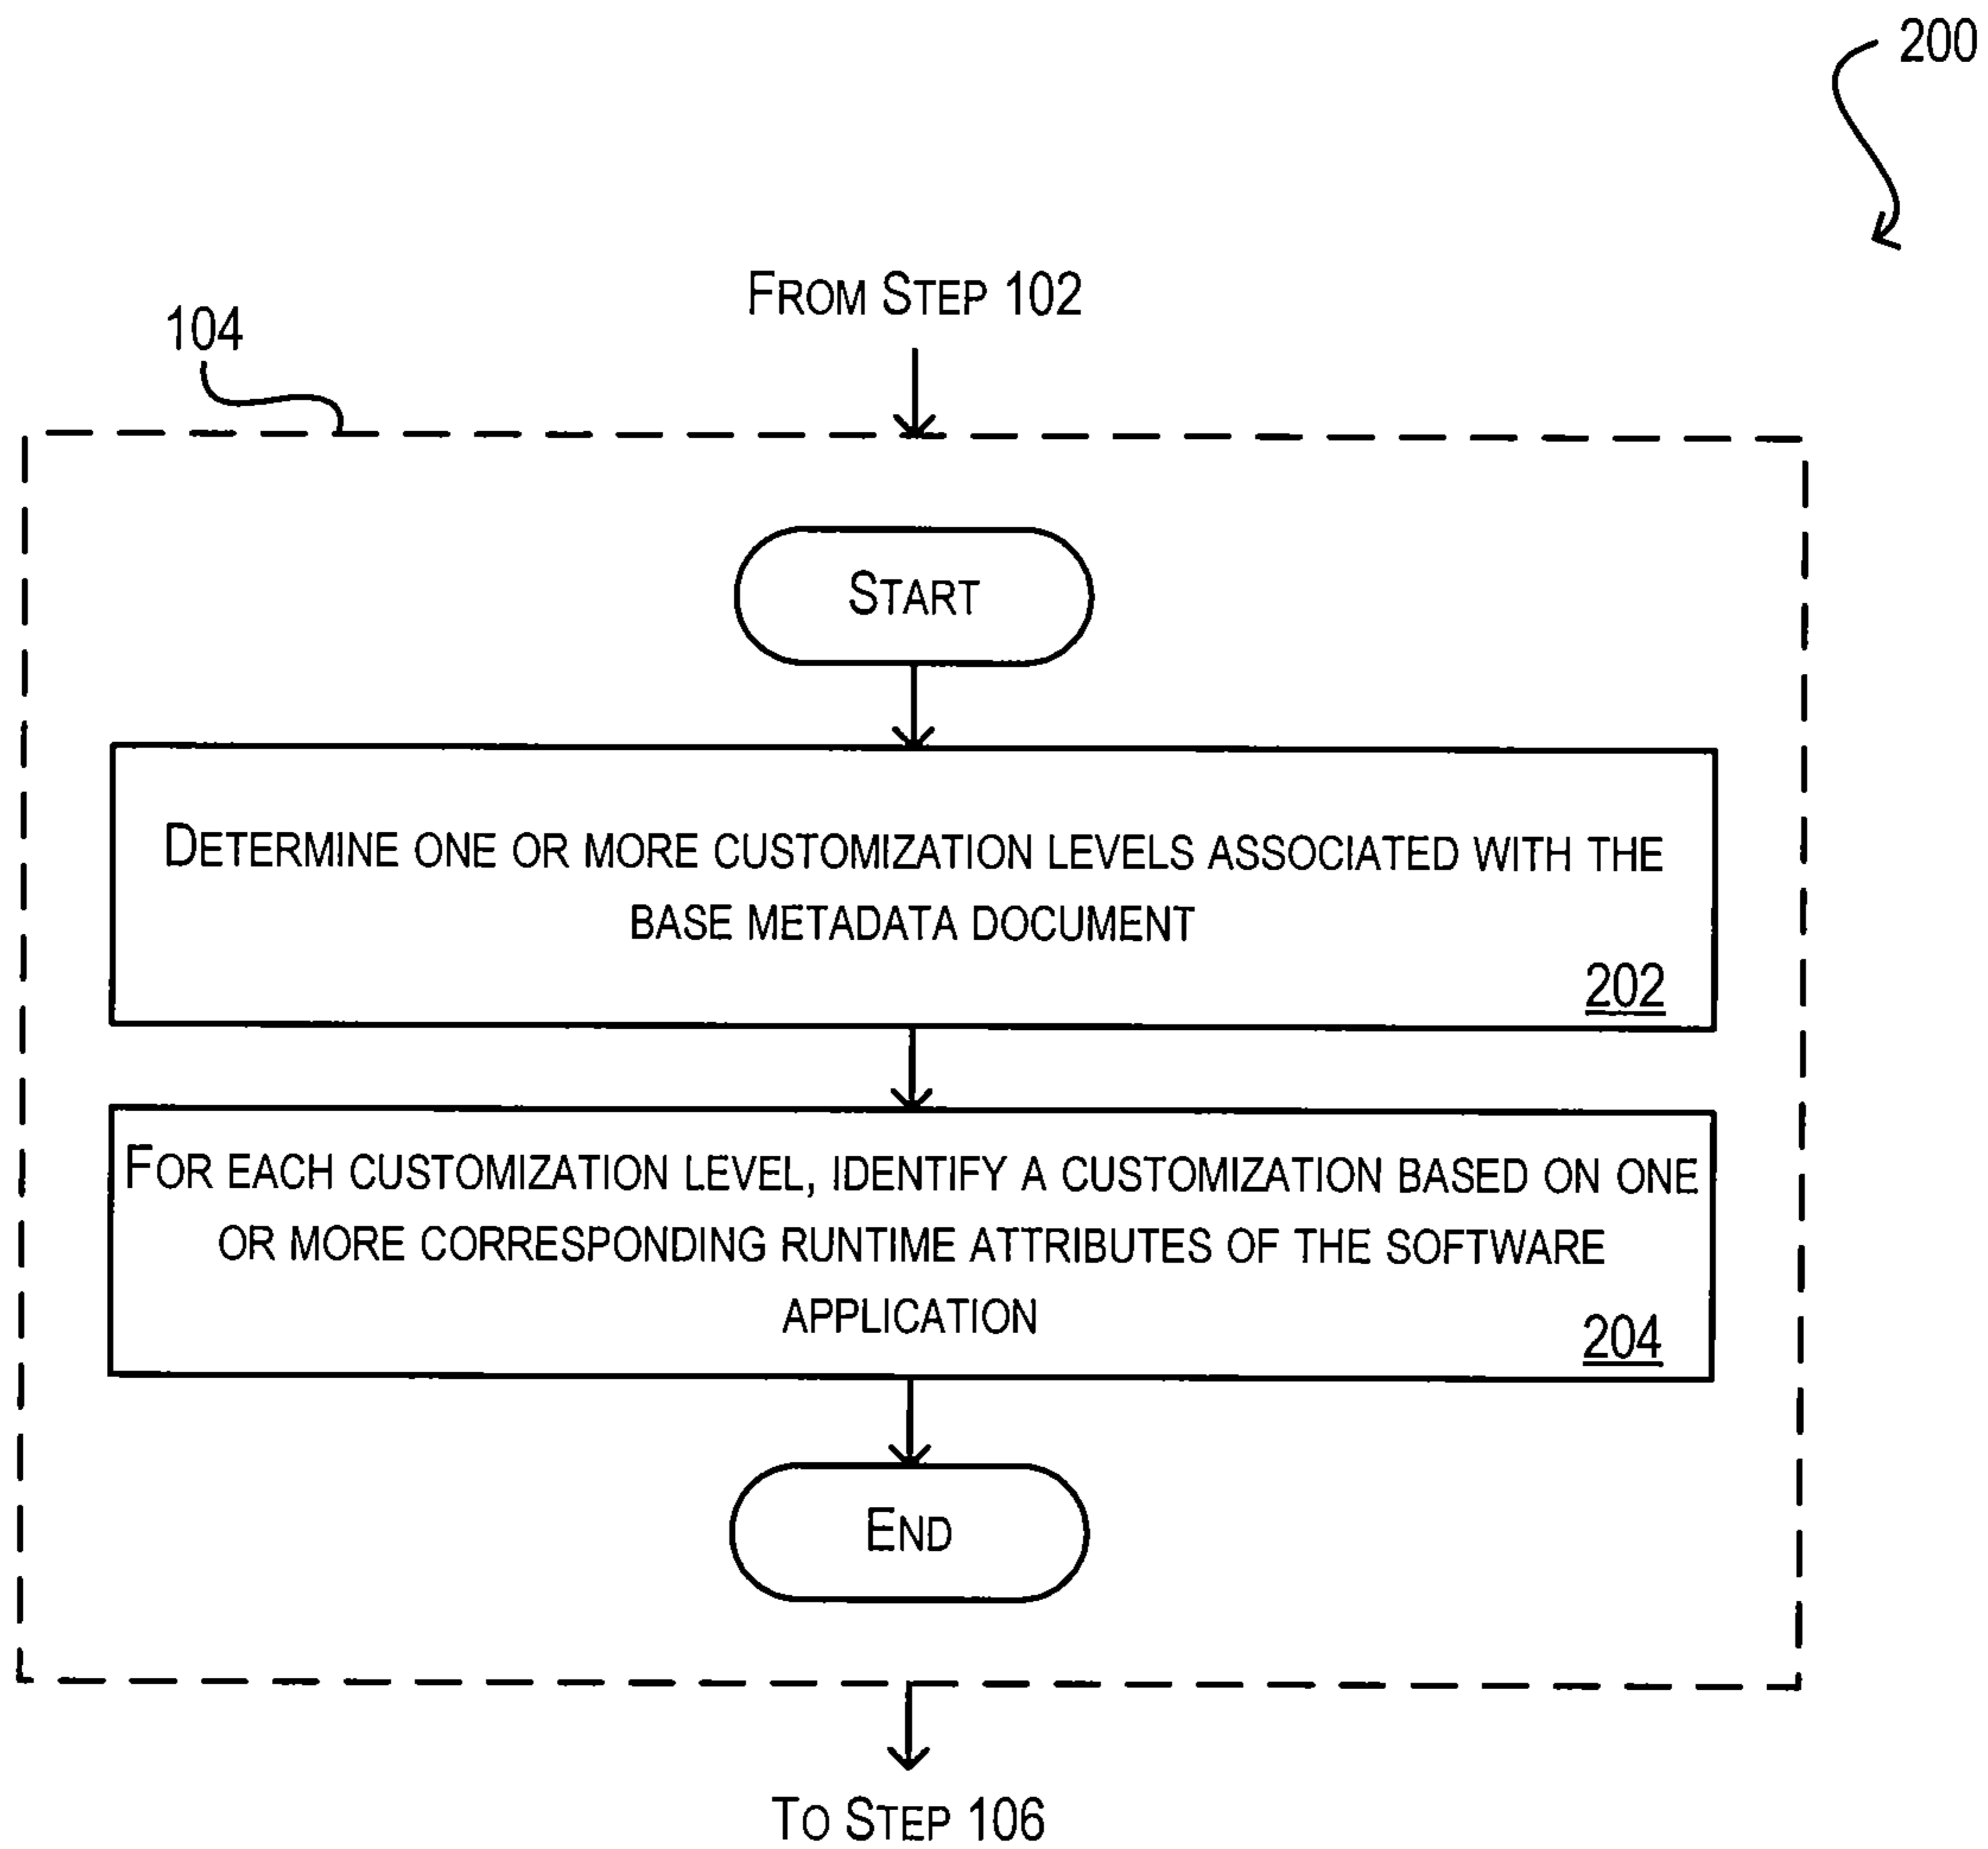 200
FROM STEP 102
104
START
DETERMINE ONE OR MORE CUSTOMIZATION LEVELS ASSOCIATED WITH THE
BASE METADATA DOCUMENT
202
FOR EACH CUSTOMIZATION LEVEL, IDENTIFY A CUSTOMIZATION BASED ON ONE
OR MORE CORRESPONDING RUNTIME ATTRIBUTES OF THE SOFTWARE
APPLICATION
204
END
TO STEP 106